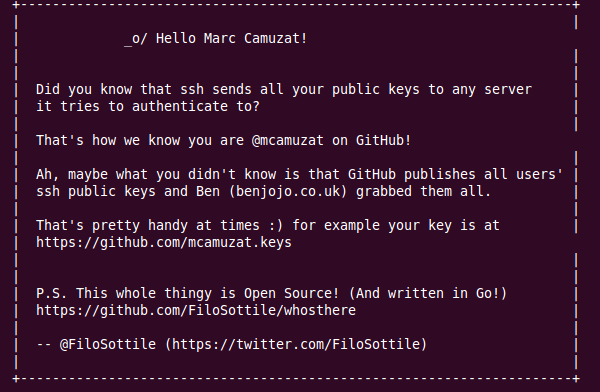 _o/ Hello Marc Camuzat!
Did you know that ssh sends all your public keys to any server
it tries to authenticate to?
That's how we know you are @mcamuzat on GitHub!
Ah, maybe what you didn't know is that GitHub publishes all users'
ssh public keys and Ben (benjojo.co.uk) grabbed them all.
That's pretty handy at times :) for example your key is at
https://github.com/mcamuzat.keys
P.S. This whole thingy is Open Source! (And written in Go!)
https://github.com/FiloSottile/whosthere
-- @FiloSottile (https://twitter.com/FiloSottile)